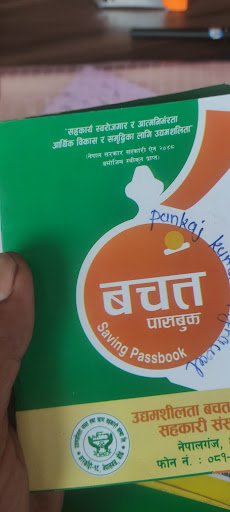 "सहकार्य स्वरोजगार र आत्मनिर्भरता
आर्थिक विकास र समृद्धिका लागि उद्यमशीलता"
(नेपाल सरकार सहकारी ऐन २०४८
बमोजिम स्वीकृत प्राप्त)
pankaj kum
बचत
पासबुक
Saving Passbook
उद्यमशीलता बचत
सहकारी संस्
नेपालगंज,
फोन नं. : ०८१-